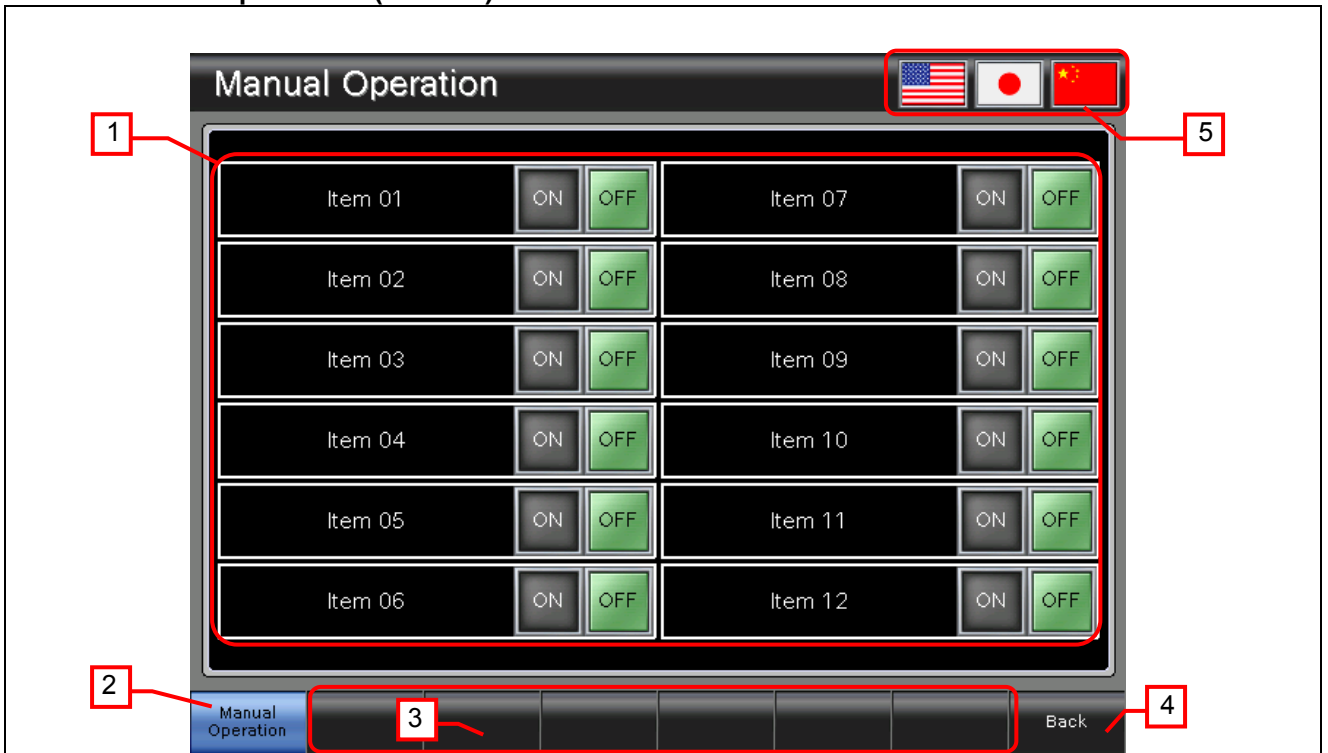 Manual Operation
1
5
Item 01 ON OFF Item 07 ON OFF
Item 02 ON OFF Item 08 ON OFF
Item 03 ON OFF Item 09 ON OFF
Item 04 ON OFF Item 10 ON OFF
Item 05 ON OFF Item 11 ON OFF
Item 06 ON OFF Item 12 ON OFF
2
Manual
Operation
3
Back
4